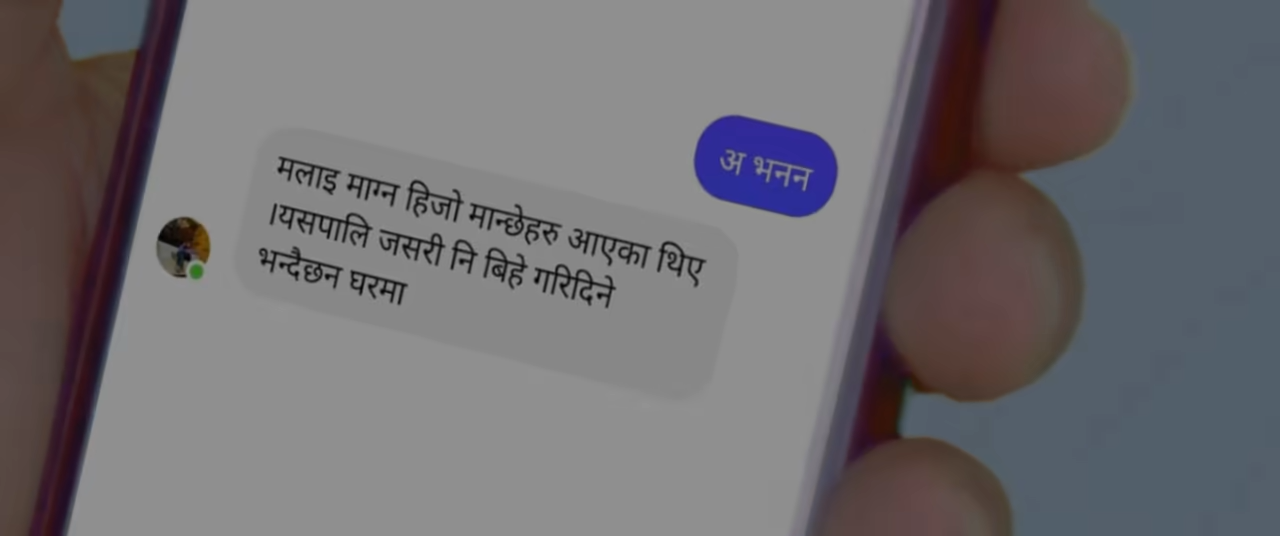 अ भनन
मलाइ माग्न हिजो मान्छेहरु आएका थिए
।यसपालि जसरी नि बिहे गरिदिने
भन्दैछन घरमा